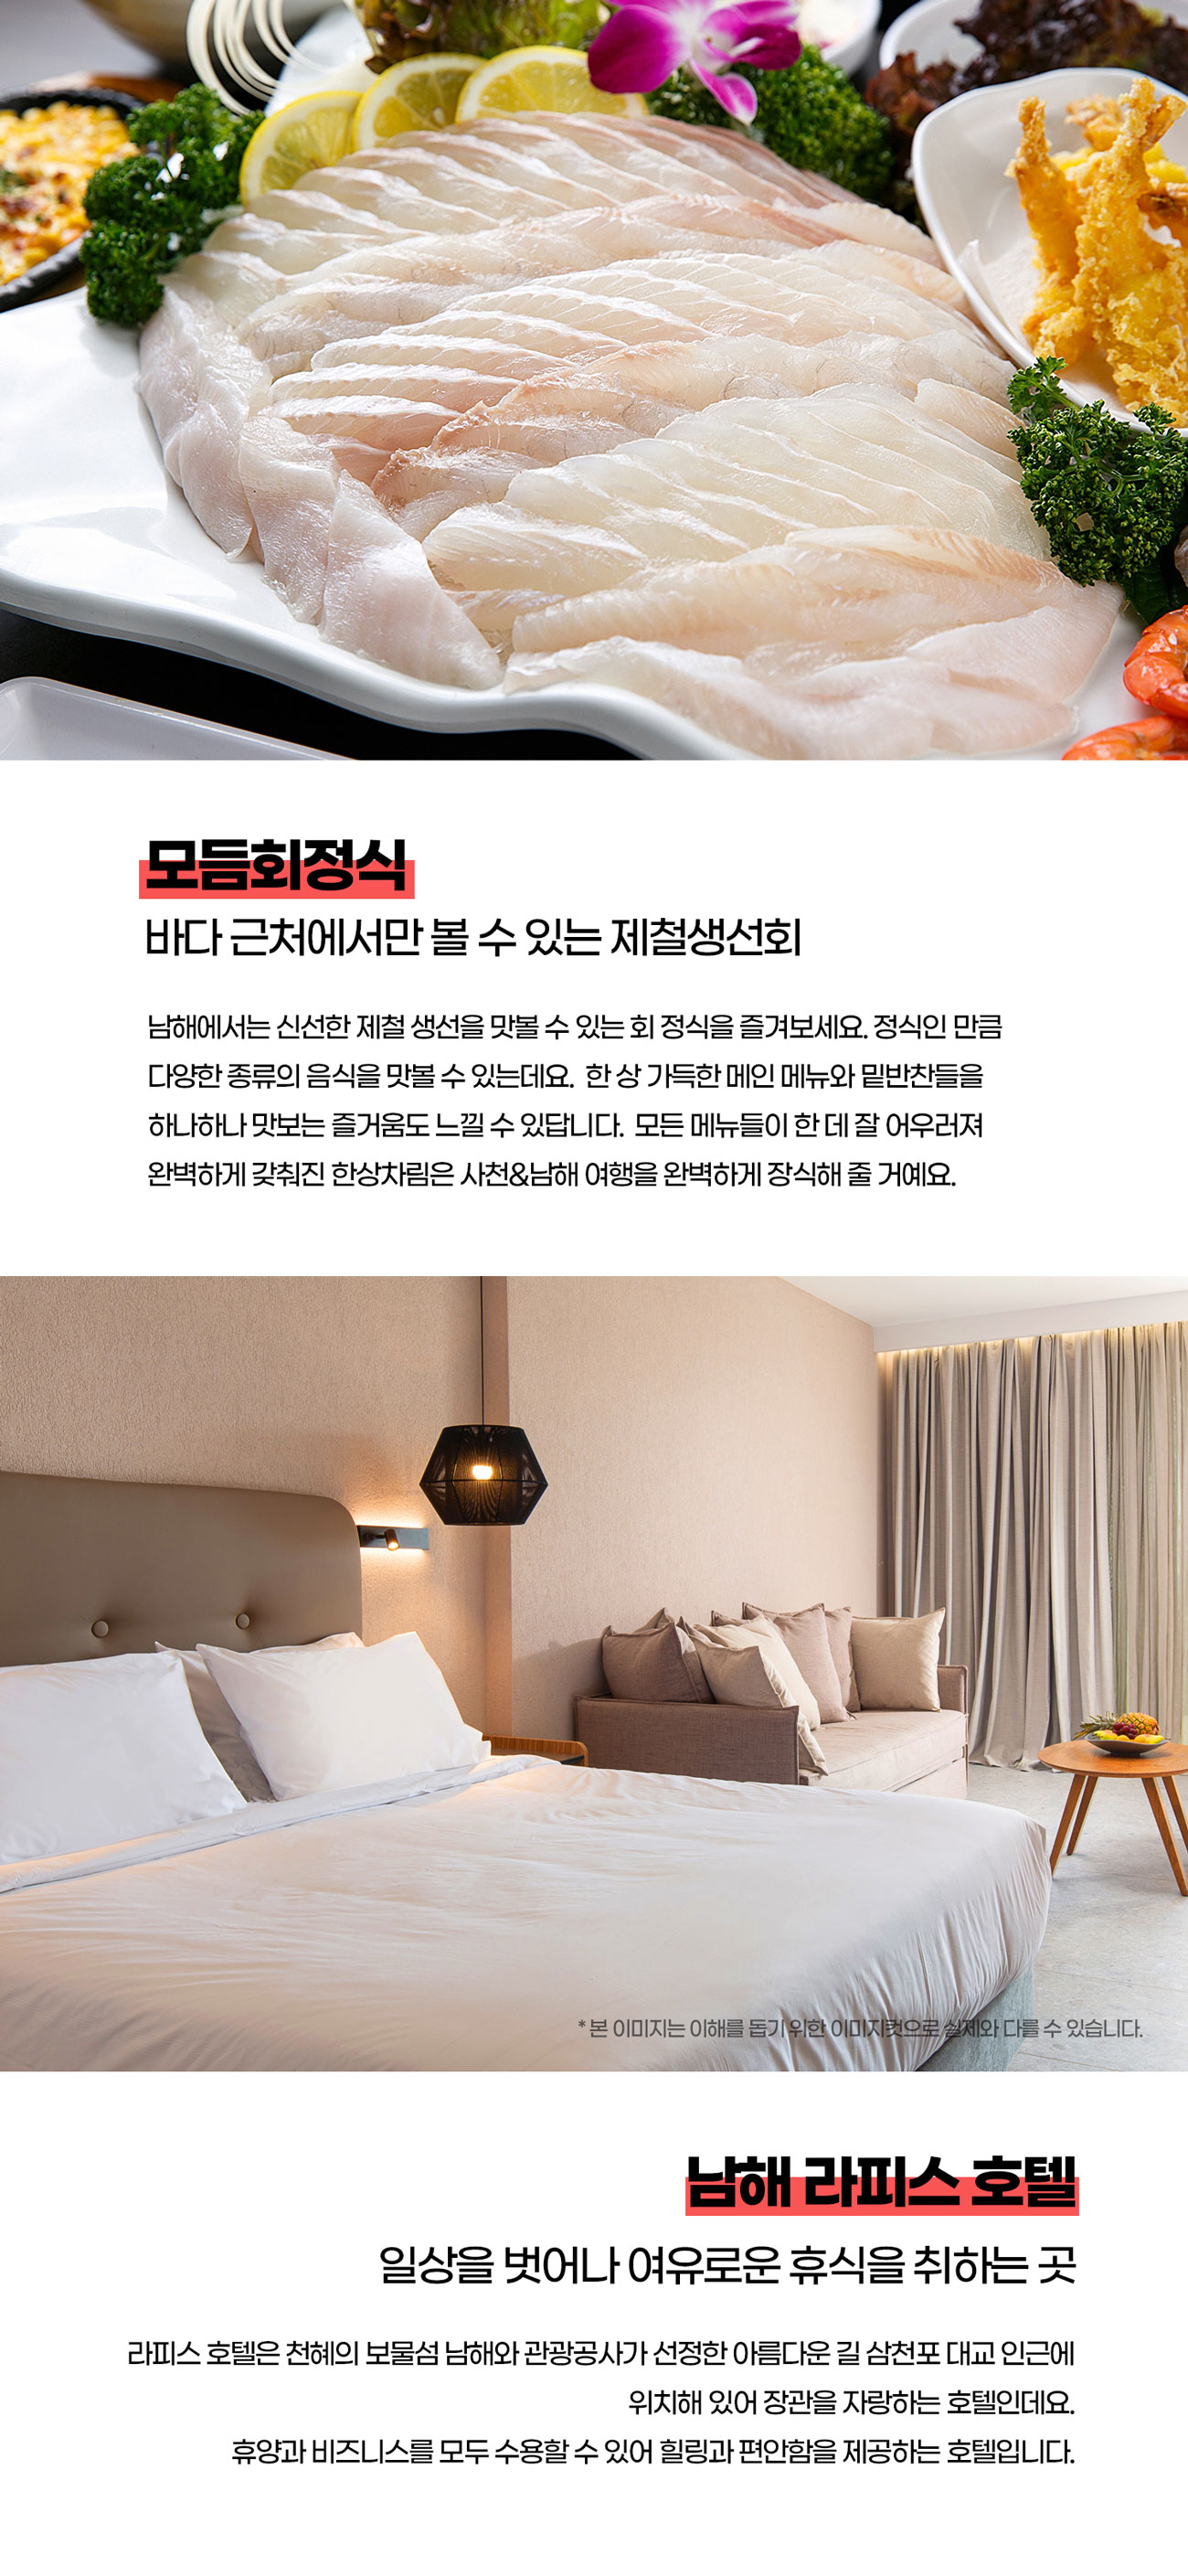 모듬회정식
바다 근처에서만 볼 수 있는 제철생선회
남해에서는 신선한 제철 생선을 맛볼 수 있는 회 정식을 즐겨보세요. 정식인 만큼
다양한 종류의 음식을 맛볼 수 있는데요. 한 상 가득한 메인 메뉴와 밑반찬들을
하나하나 맛보는 즐거움도 느낄 수 있답니다. 모든 메뉴들이 한 데 잘 어우러져
완벽하게 갖춰진 한상차림은 사천&남해 여행을 완벽하게 장식해 줄 거예요.
* 본 이미지는 이해를 돕기 위한 이미지컷으로 실제와 다를 수 있습니다.
남해 라피스 호텔
일상을 벗어나 여유로운 휴식을 취하는 곳
라피스 호텔은 천혜의 보물섬 남해와 관광공사가 선정한 아름다운 길 삼천포 대교 인근에
위치해 있어 장관을 자랑하는 호텔인데요.
휴양과 비즈니스를 모두 수용할 수 있어 힐링과 편안함을 제공하는 호텔입니다.